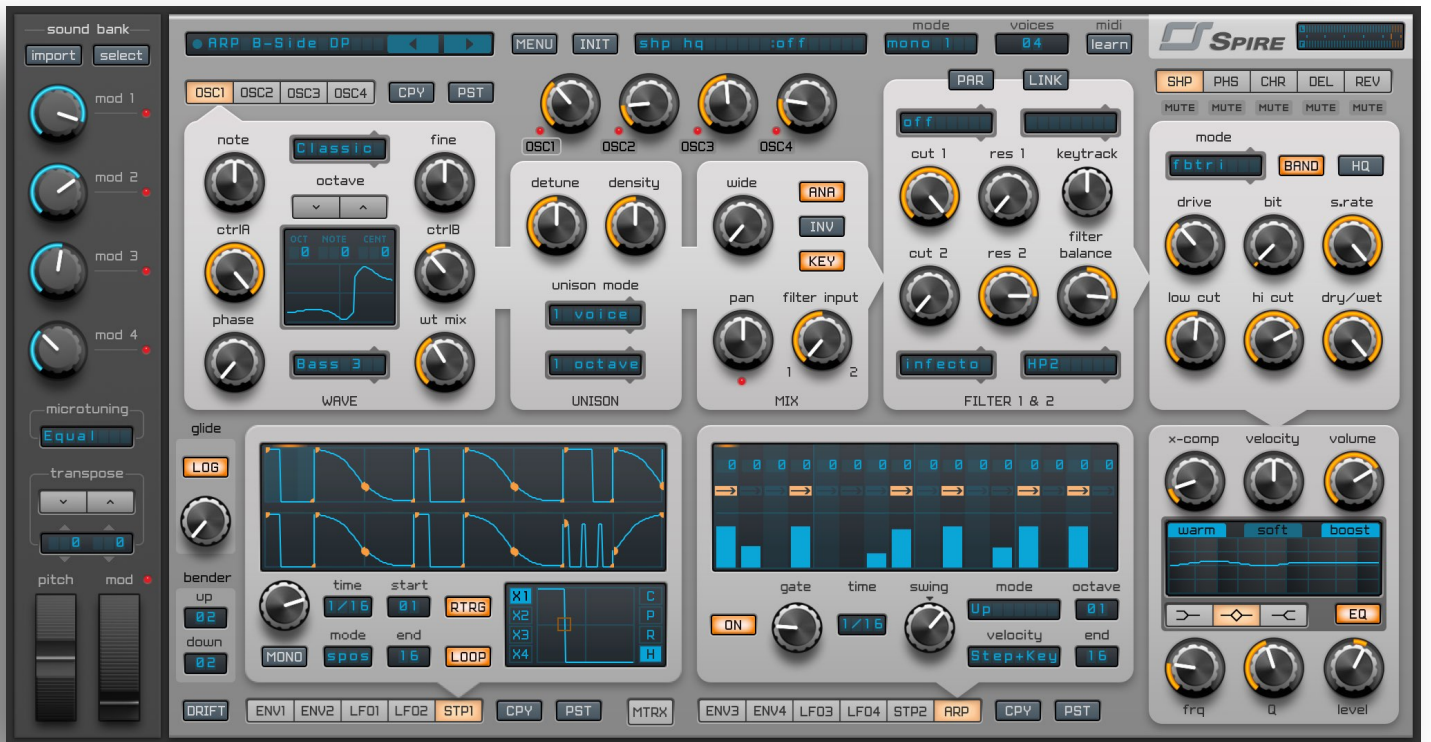 sound bank
import select
mod 1
mod 2
mod 3
mod 4
microtuning
Equal
transpose
0 0
pitch mod
ARP B-Side DP
MENU INIT
shp hq :off
mode voices midi
mono 1 04 learn
SPIRE
OSC1 OSC2 OSC3 OSC4 CPY PST
note Classic fine
octave
ctrlA ctrlB
OCT NOTE CENT
0 0 0
phase wt mix
Bass 3
WAVE
OSC1 OSC2 OSC3 OSC4
detune density
unison mode
1 voice
1 octave
UNISON
wide ANA
INV
KEY
pan filter input
1 2
MIX
PAR LINK
off
cut 1 res 1 keytrack
cut 2 res 2 filter balance
infecto HP2
FILTER 1 & 2
SHP PHS CHR DEL REV
MUTE MUTE MUTE MUTE MUTE
mode
fbtri BAND HQ
drive bit s.rate
low cut hi cut dry/wet
glide
LOG
bender
up
02
down
02
DRIFT
time start
1/16 01 RTRG
mode end
MONO spos 16 LOOP
X1 C
X2 P
X3 R
X4 H
ENV1 ENV2 LFO1 LFO2 STP1 CPY PST
MTRX
0 0 0 0 0 0 0 0 0 0 0 0 0 0 0 0
gate time swing mode octave
ON 1/16 Up 01
velocity end
Step+Key 16
ENV3 ENV4 LFO3 LFO4 STP2 ARP CPY PST
x-comp velocity volume
warm soft boost
EQ
frq Q level